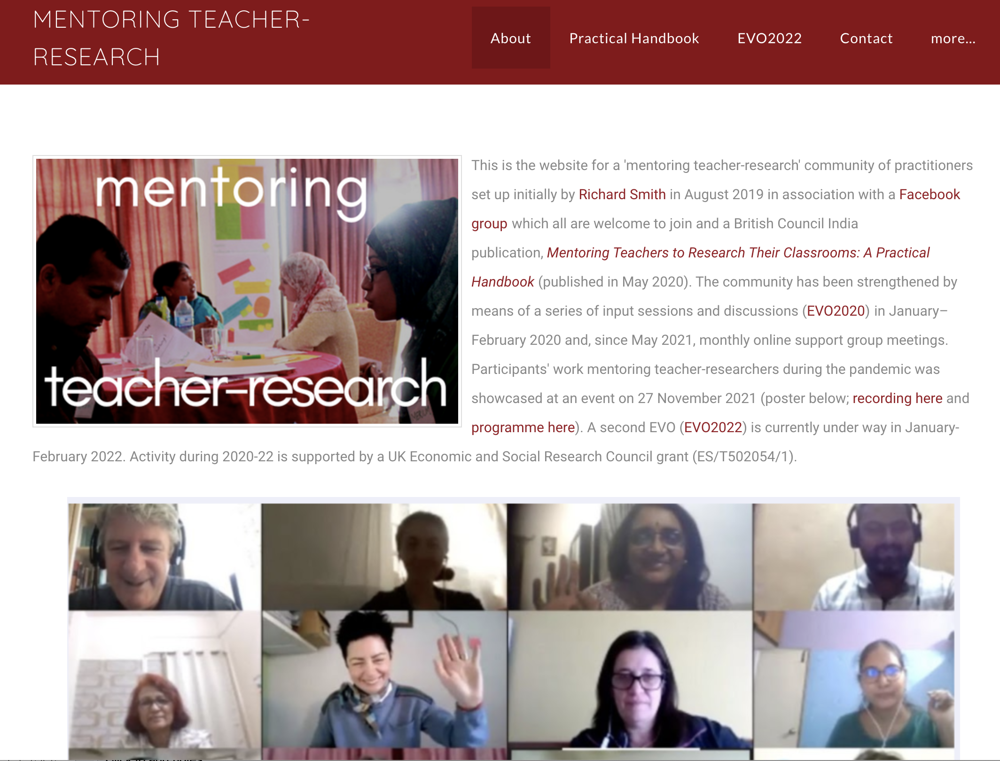 MENTORING TEACHER-
RESEARCH
About
Practical Handbook
EVO2022
Contact
more...
mentoring
teacher-research
This is the website for a 'mentoring teacher-research' community of practitioners
set up initially by Richard Smith in August 2019 in association with a Facebook
group which all are welcome to join and a British Council India
publication, Mentoring Teachers to Research Their Classrooms: A Practical
Handbook (published in May 2020). The community has been strengthened by
means of a series of input sessions and discussions (EVO2020) in January–
February 2020 and, since May 2021, monthly online support group meetings.
Participants' work mentoring teacher-researchers during the pandemic was
showcased at an event on 27 November 2021 (poster below; recording here and
programme here). A second EVO (EVO2022) is currently under way in January-
February 2022. Activity during 2020-22 is supported by a UK Economic and Social Research Council grant (ES/T502054/1).